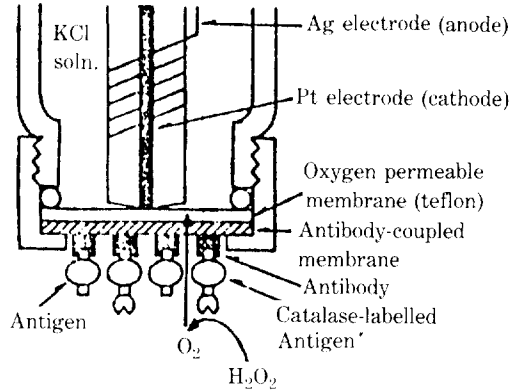 KCl
soln.
Ag electrode (anode)
Pt electrode (cathode)
Oxygen permeable
membrane (teflon)
Antibody-coupled
membrane
Antibody
Antigen
Catalase-labelled
Antigen
O₂
H₂O₂